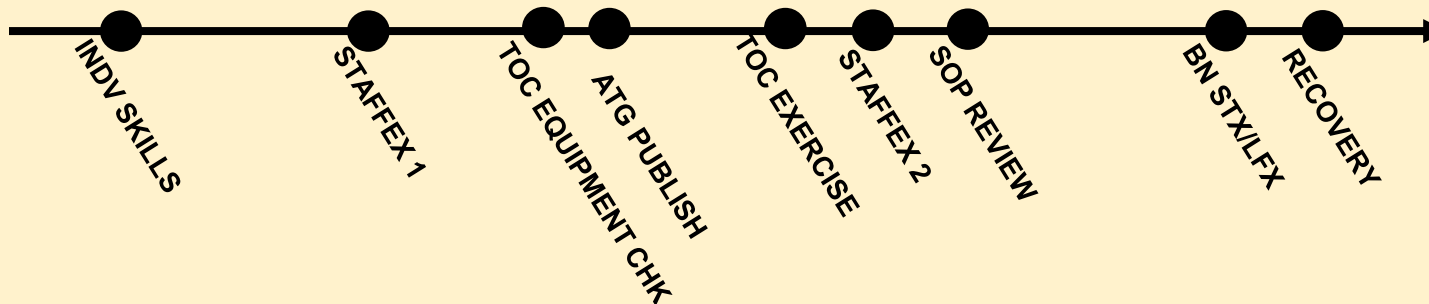 INDV SKILLS
STAFFEX 1
TOC EQUIPMENT CHK
ATG PUBLISH
TOC EXERCISE
STAFFEX 2
SOP REVIEW
BN STX/LFX
RECOVERY